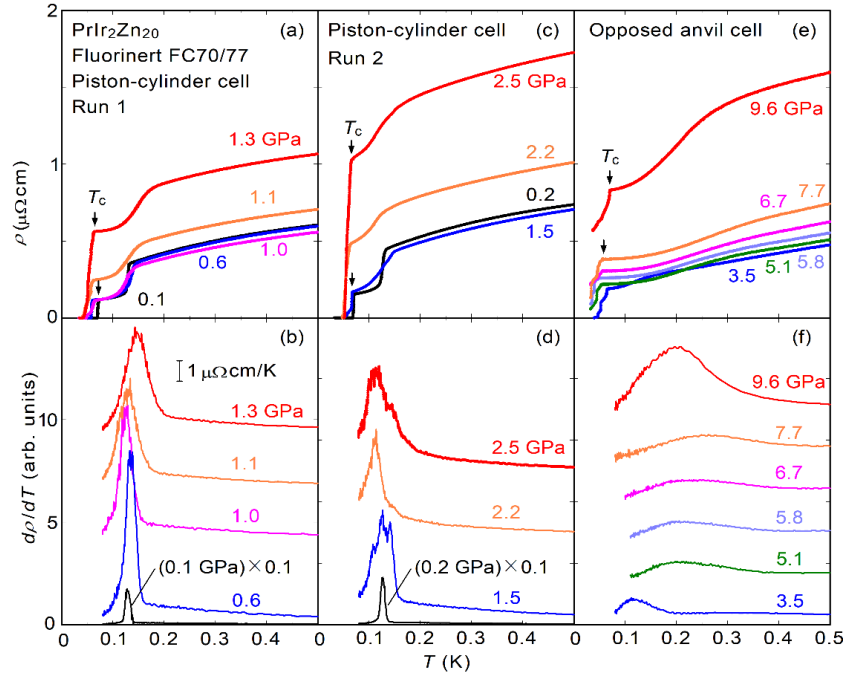 PrIr2Zn20
Fluorinert FC70/77
Piston-cylinder cell
Run 1
(a)
1.3 GPa
Tc
1.1
0.6
1.0
0.1
Piston-cylinder cell
Run 2
(c)
2.5 GPa
Tc
2.2
0.2
1.5
Opposed anvil cell
(e)
9.6 GPa
Tc
7.7
6.7
5.8
5.1
3.5
2
1
0
ρ (μΩcm)
(b)
1 μΩcm/K
1.3 GPa
1.1
1.0
(0.1 GPa)×0.1
0.6
(d)
2.5 GPa
2.2
(0.2 GPa)×0.1
1.5
(f)
9.6 GPa
7.7
6.7
5.8
5.1
3.5
10
5
0
dρ/dT (arb. units)
0 0.1 0.2 0.3 0.4 0 0.1 0.2 0.3 0.4 0.1 0.2 0.3 0.4 0.5
T (K)